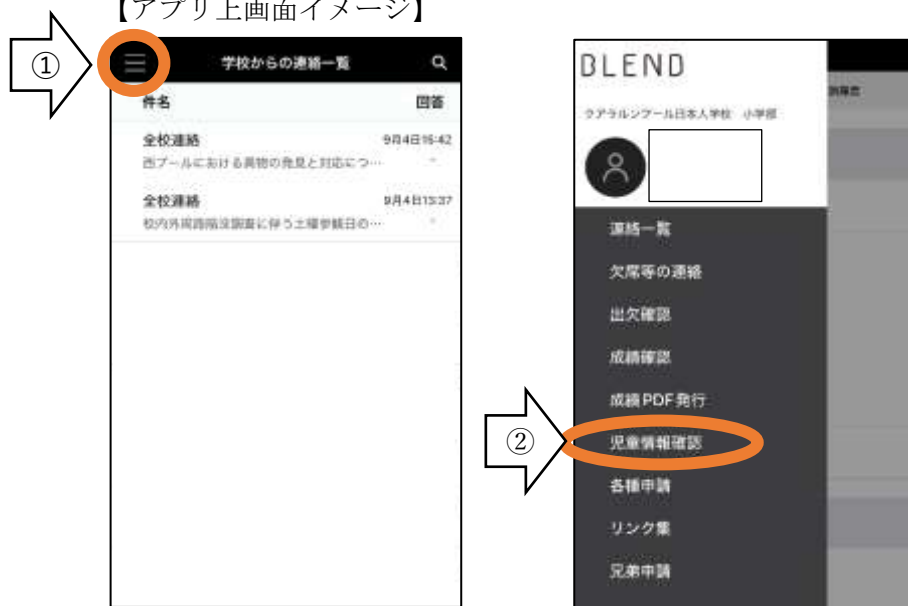 【アプリ上画面イメージ】
①
学校からの連絡一覧
件名 回答
全校連絡 9月4日15:42
西プールにおける異物の発見と対応につ…
全校連絡 9月4日13:37
校内外周路陥没調査に伴う土曜参観日の…
BLEND
クアラルンプール日本人学校 小学部
連絡一覧
欠席等の連絡
出欠確認
成績確認
成績PDF発行
②
児童情報確認
各種申請
リンク集
兄弟申請